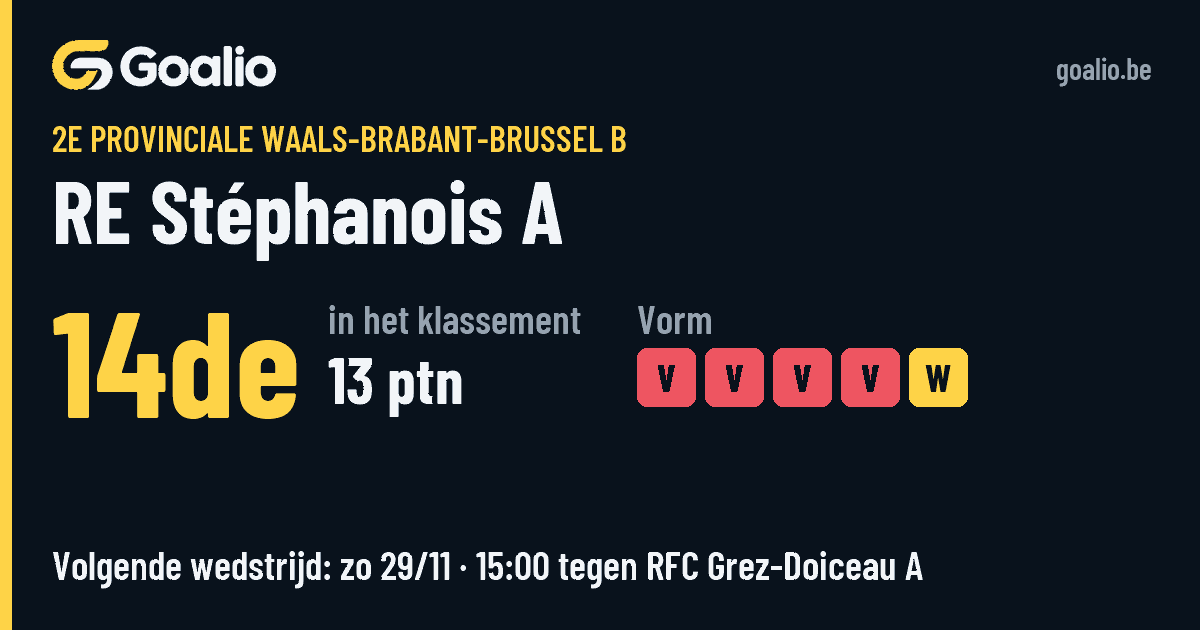 Goalio
goalio.be
2E PROVINCIALE WAALS-BRABANT-BRUSSEL B
RE Stéphanois A
14de
in het klassement
13 ptn
Vorm
V V V V W
Volgende wedstrijd: zo 29/11 · 15:00 tegen RFC Grez-Doiceau A